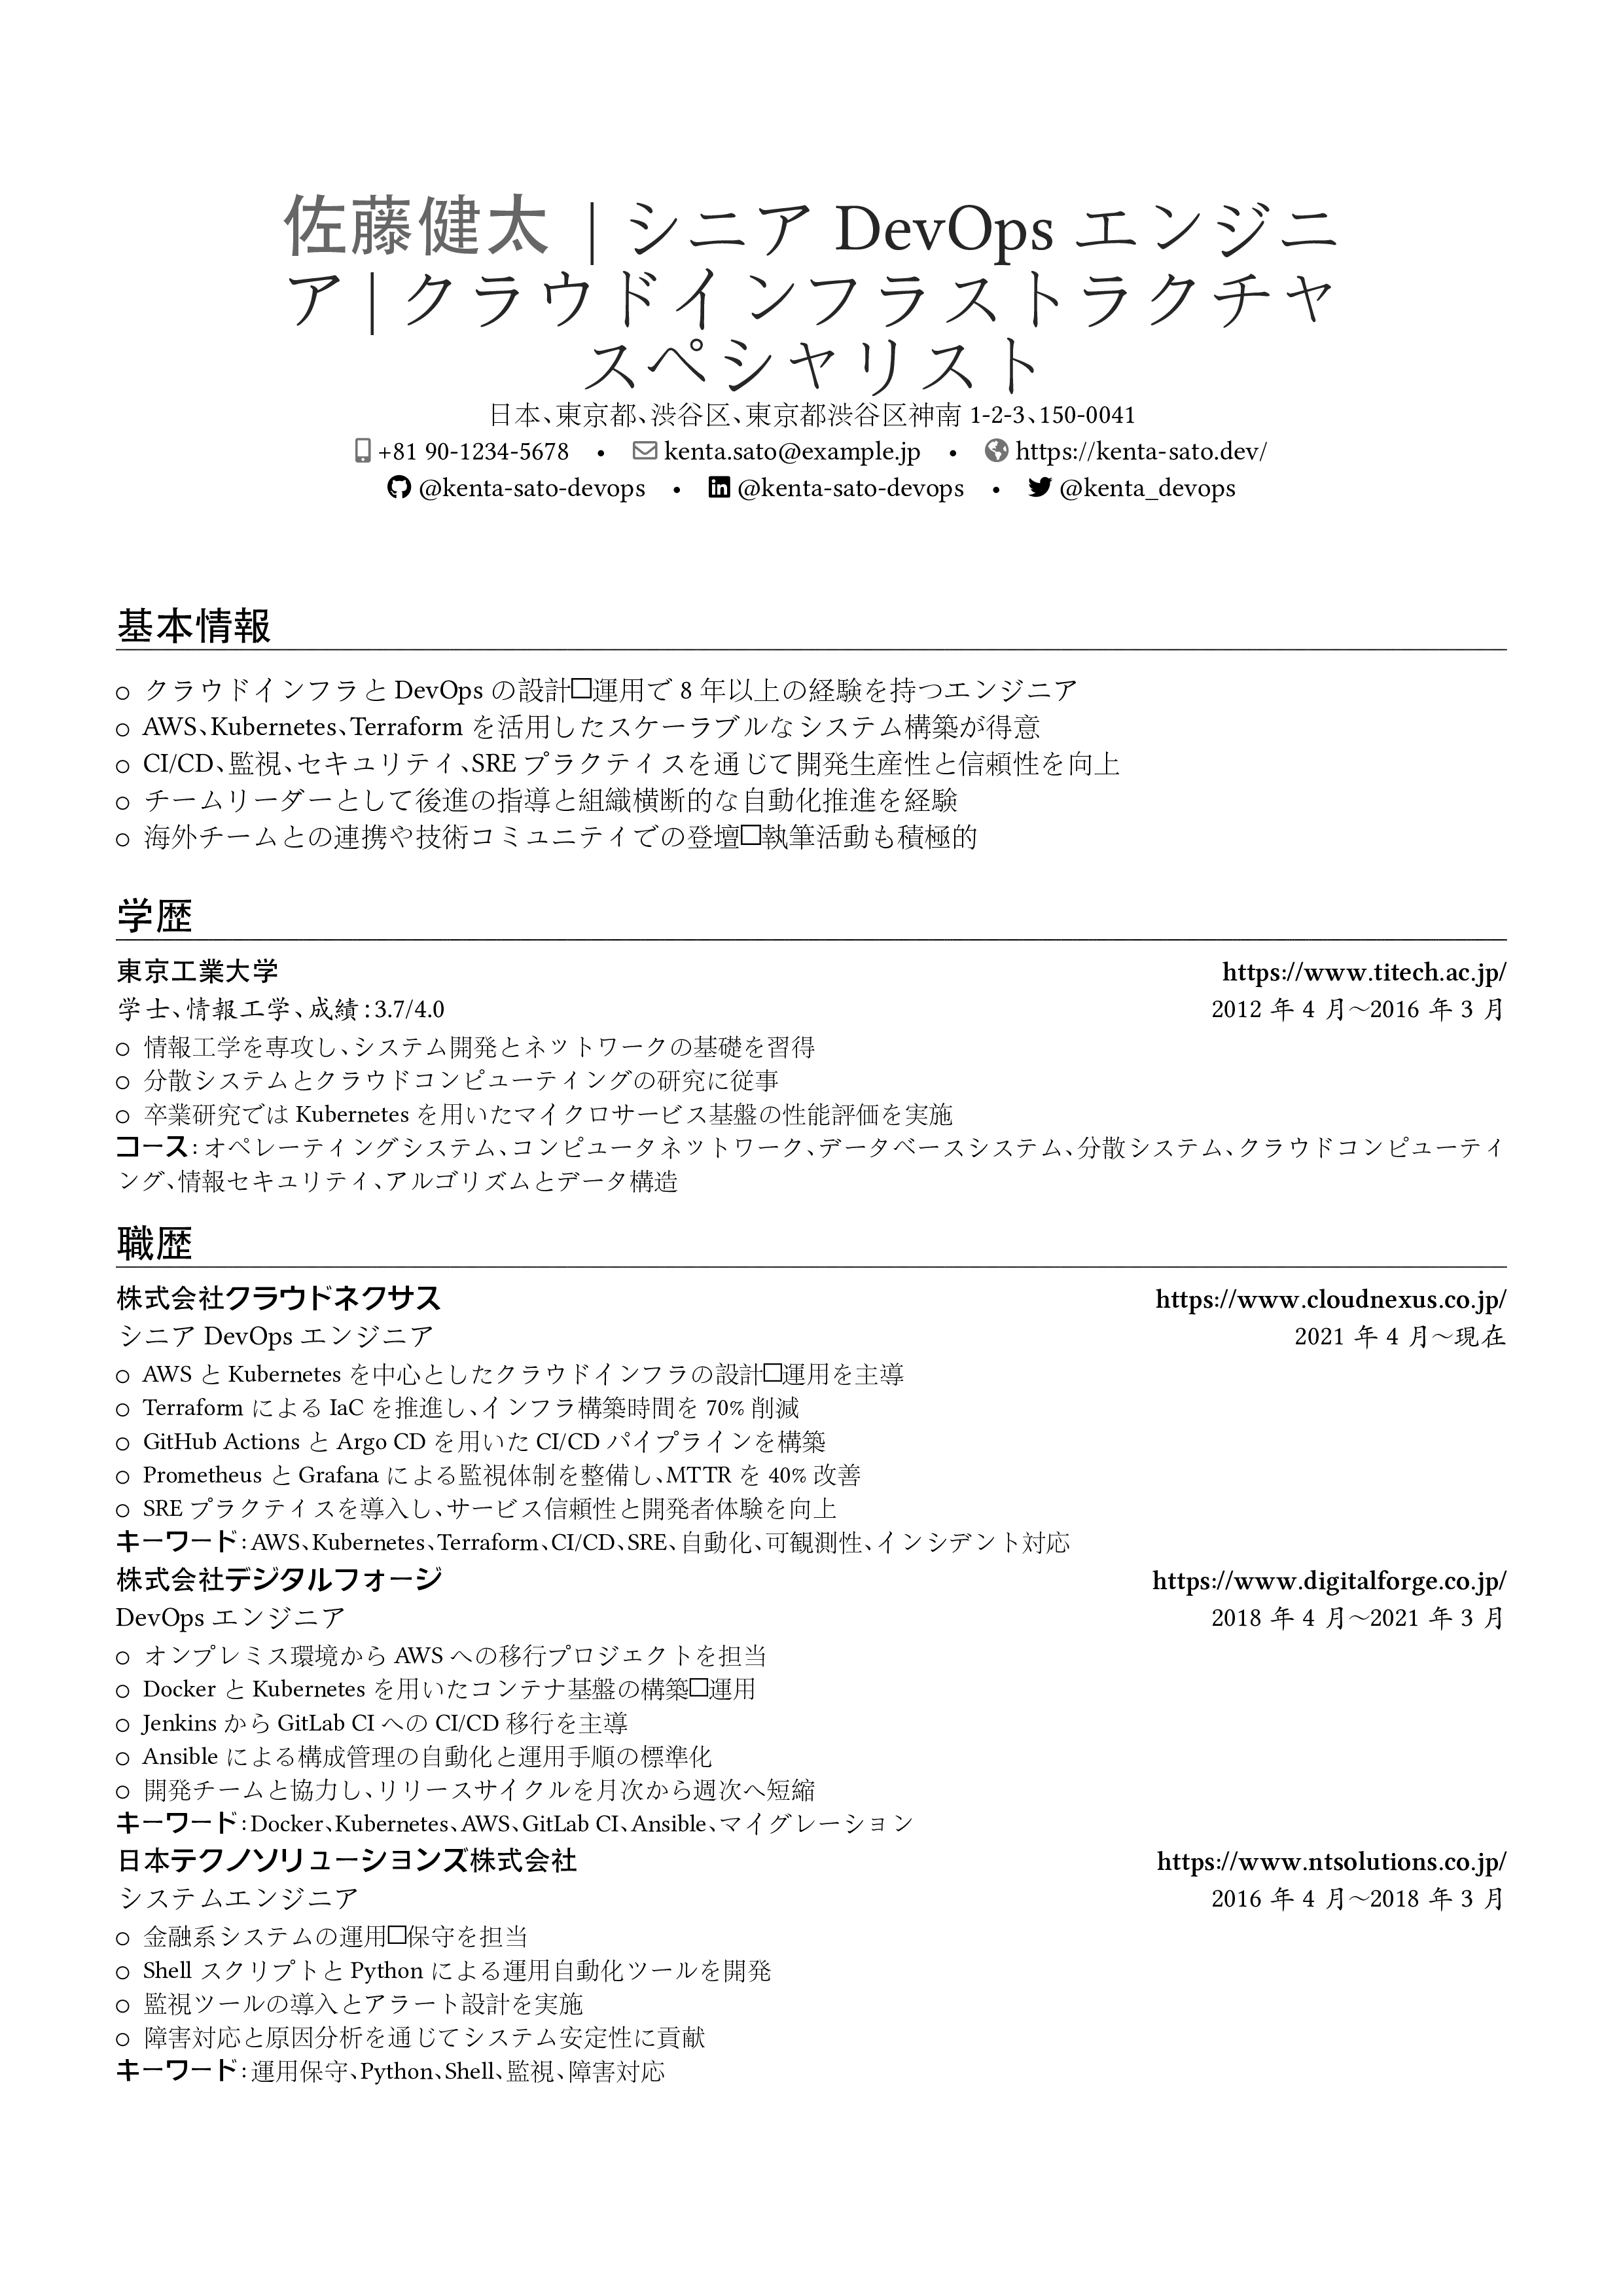 佐藤健太 | シニア DevOps エンジニ
ア | クラウドインフラストラクチャ
スペシャリスト
日本、東京都、渋谷区、東京都渋谷区神南 1-2-3、150-0041
+81 90-1234-5678 • kenta.sato@example.jp • https://kenta-sato.dev/
@kenta-sato-devops • @kenta-sato-devops • @kenta_devops
基本情報
○ クラウドインフラと DevOps の設計□運用で 8 年以上の経験を持つエンジニア
○ AWS、Kubernetes、Terraform を活用したスケーラブルなシステム構築が得意
○ CI/CD、監視、セキュリティ、SRE プラクティスを通じて開発生産性と信頼性を向上
○ チームリーダーとして後進の指導と組織横断的な自動化推進を経験
○ 海外チームとの連携や技術コミュニティでの登壇□執筆活動も積極的
学歴
東京工業大学 https://www.titech.ac.jp/
学士、情報工学、成績：3.7/4.0 2012 年 4 月～2016 年 3 月
○ 情報工学を専攻し、システム開発とネットワークの基礎を習得
○ 分散システムとクラウドコンピューティングの研究に従事
○ 卒業研究では Kubernetes を用いたマイクロサービス基盤の性能評価を実施
コース：オペレーティングシステム、コンピュータネットワーク、データベースシステム、分散システム、クラウドコンピューティ
ング、情報セキュリティ、アルゴリズムとデータ構造
職歴
株式会社クラウドネクサス https://www.cloudnexus.co.jp/
シニア DevOps エンジニア 2021 年 4 月～現在
○ AWS と Kubernetes を中心としたクラウドインフラの設計□運用を主導
○ Terraform による IaC を推進し、インフラ構築時間を 70% 削減
○ GitHub Actions と Argo CD を用いた CI/CD パイプラインを構築
○ Prometheus と Grafana による監視体制を整備し、MTTR を 40% 改善
○ SRE プラクティスを導入し、サービス信頼性と開発者体験を向上
キーワード：AWS、Kubernetes、Terraform、CI/CD、SRE、自動化、可観測性、インシデント対応
株式会社デジタルフォージ https://www.digitalforge.co.jp/
DevOps エンジニア 2018 年 4 月～2021 年 3 月
○ オンプレミス環境から AWS への移行プロジェクトを担当
○ Docker と Kubernetes を用いたコンテナ基盤の構築□運用
○ Jenkins から GitLab CI への CI/CD 移行を主導
○ Ansible による構成管理の自動化と運用手順の標準化
○ 開発チームと協力し、リリースサイクルを月次から週次へ短縮
キーワード：Docker、Kubernetes、AWS、GitLab CI、Ansible、マイグレーション
日本テクノソリューションズ株式会社 https://www.ntsolutions.co.jp/
システムエンジニア 2016 年 4 月～2018 年 3 月
○ 金融系システムの運用□保守を担当
○ Shell スクリプトと Python による運用自動化ツールを開発
○ 監視ツールの導入とアラート設計を実施
○ 障害対応と原因分析を通じてシステム安定性に貢献
キーワード：運用保守、Python、Shell、監視、障害対応